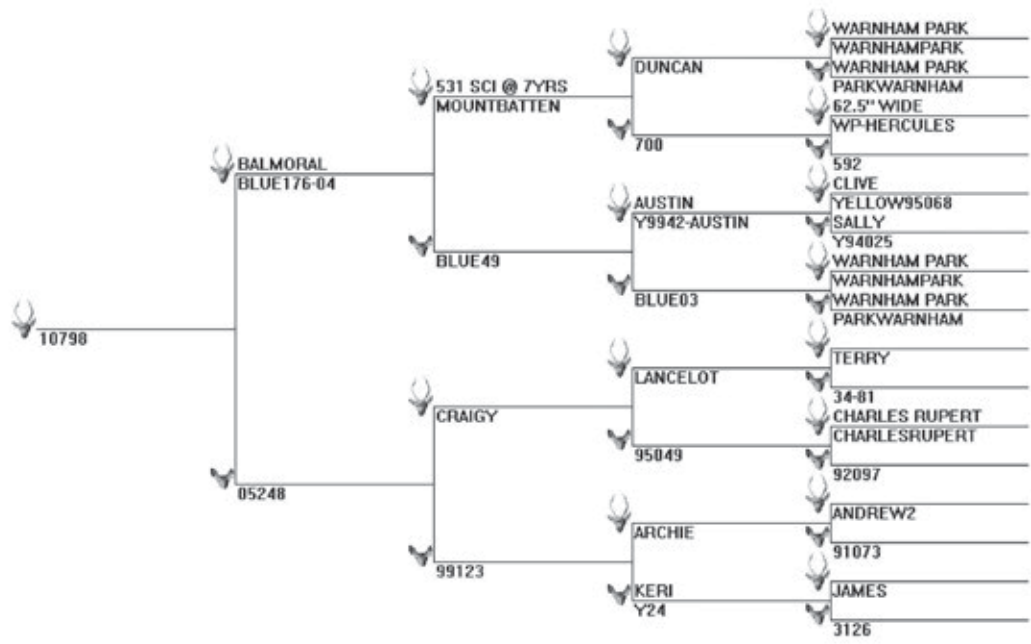 WARNHAM PARK
WARNHAMPARK
DUNCAN
WARNHAM PARK
PARKWARNHAM
531 SCI @ 7YRS
MOUNTBATTEN
62.5" WIDE
WP-HERCULES
700
592
BALMORAL
BLUE176-04
CLIVE
YELLOW95068
AUSTIN
Y9942-AUSTIN
SALLY
Y94025
BLUE49
WARNHAM PARK
WARNHAMPARK
BLUE03
WARNHAM PARK
PARKWARNHAM
10798
TERRY
LANCELOT
34-81
CRAIGY
CHARLES RUPERT
CHARLESRUPERT
95049
92097
05248
ANDREW2
ARCHIE
91073
99123
KERI
Y24
JAMES
3126